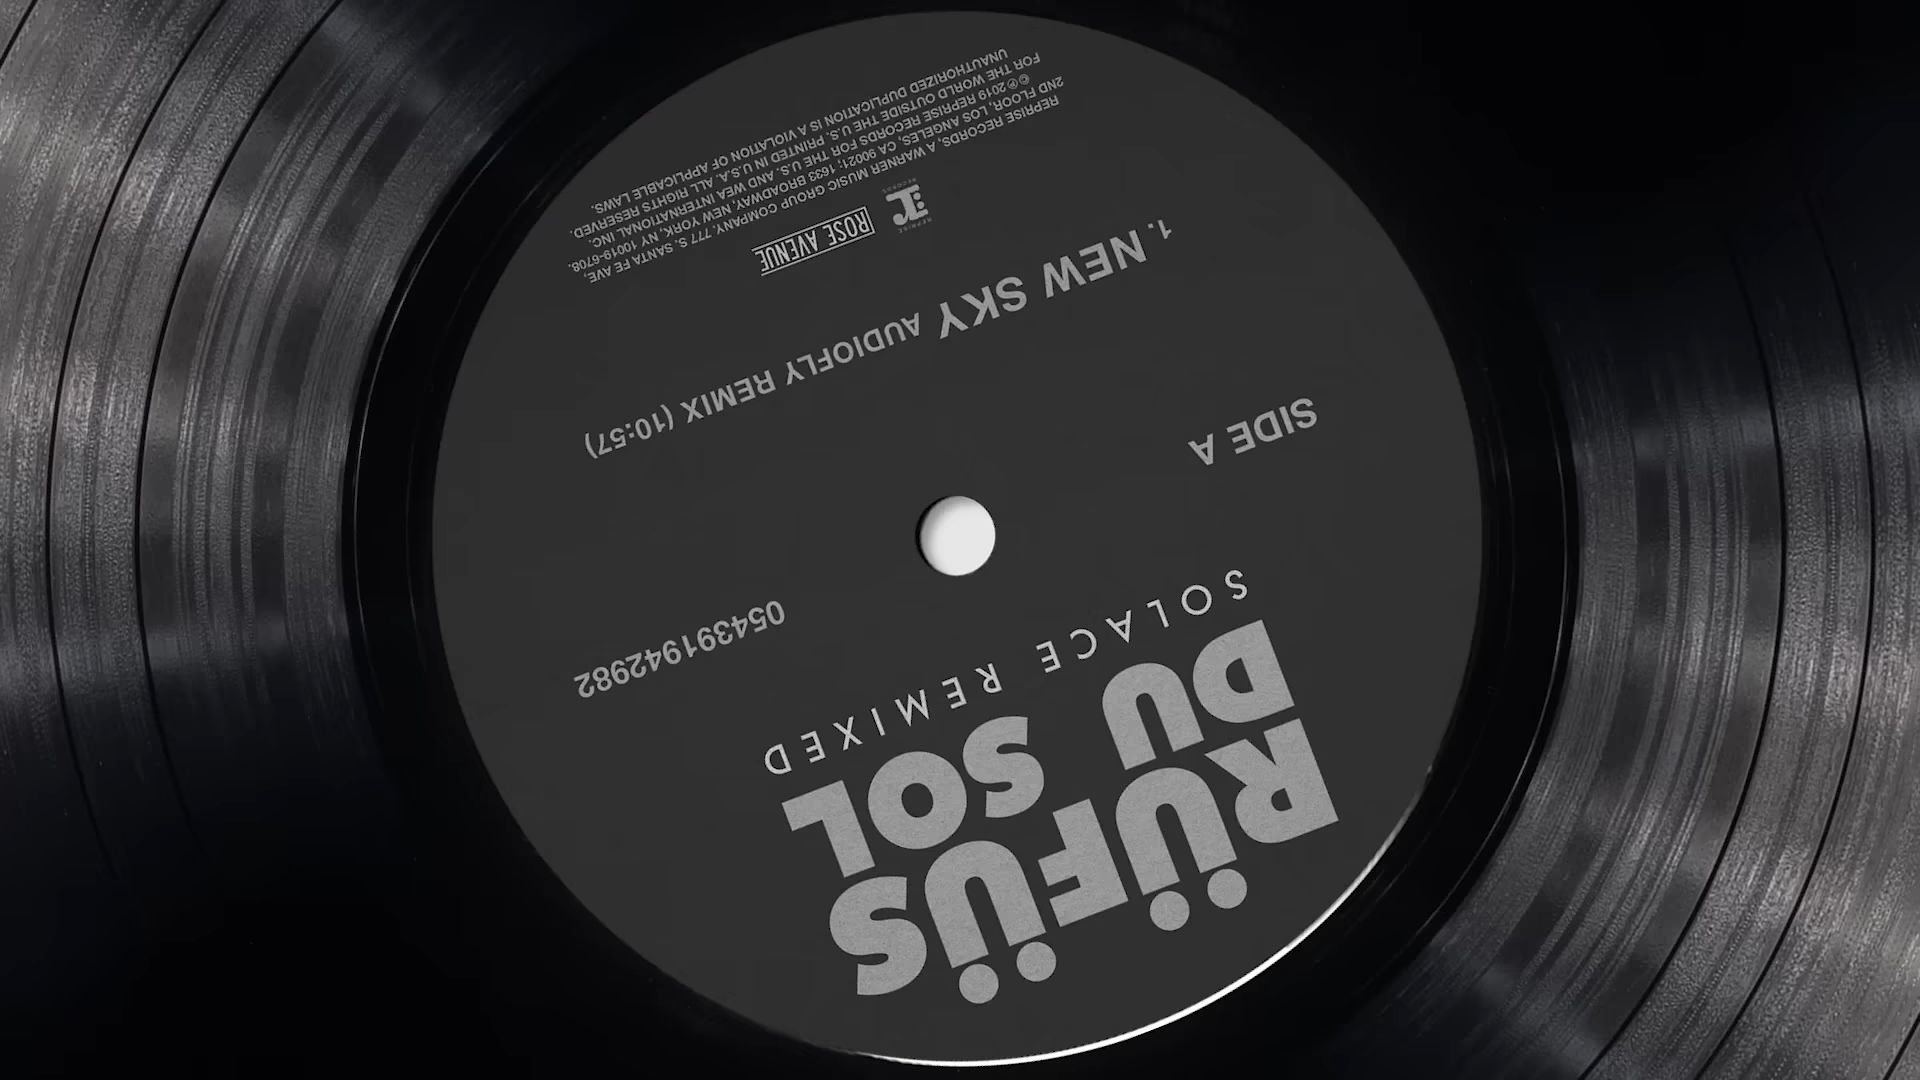 RÜFÜS
DU SOL
SOLACE REMIXED
054391942982
SIDE A
1. NEW SKY AUDIOFLY REMIX (10:57)
REPRISE
RECORDS
ROSE AVENUE
REPRISE RECORDS, A WARNER MUSIC GROUP COMPANY, 777 S. SANTA FE AVE,
2ND FLOOR, LOS ANGELES, CA 90021; 1633 BROADWAY, NEW YORK, NY 10019-6708.
©℗ 2019 REPRISE RECORDS FOR THE U.S. AND WEA INTERNATIONAL INC.
FOR THE WORLD OUTSIDE THE U.S. PRINTED IN U.S.A. ALL RIGHTS RESERVED.
UNAUTHORIZED DUPLICATION IS A VIOLATION OF APPLICABLE LAWS.